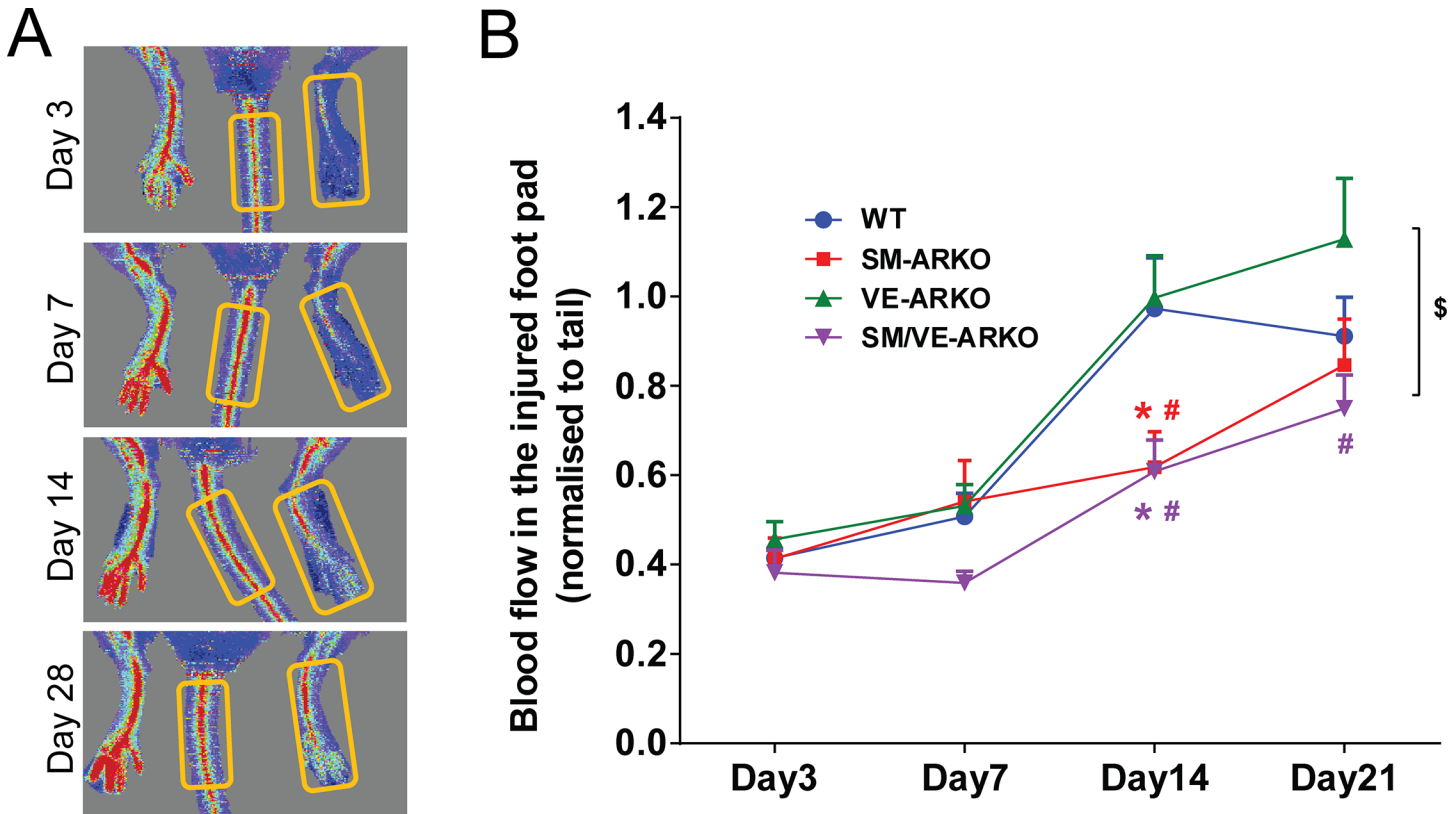 A
Day 3
Day 7
Day 14
Day 28
B
Blood flow in the injured foot pad
(normalised to tail)
1.4
1.2
1.0
0.8
0.6
0.4
0.2
0.0
WT
SM-ARKO
VE-ARKO
SM/VE-ARKO
* #
* #
#
$
Day3
Day7
Day14
Day21